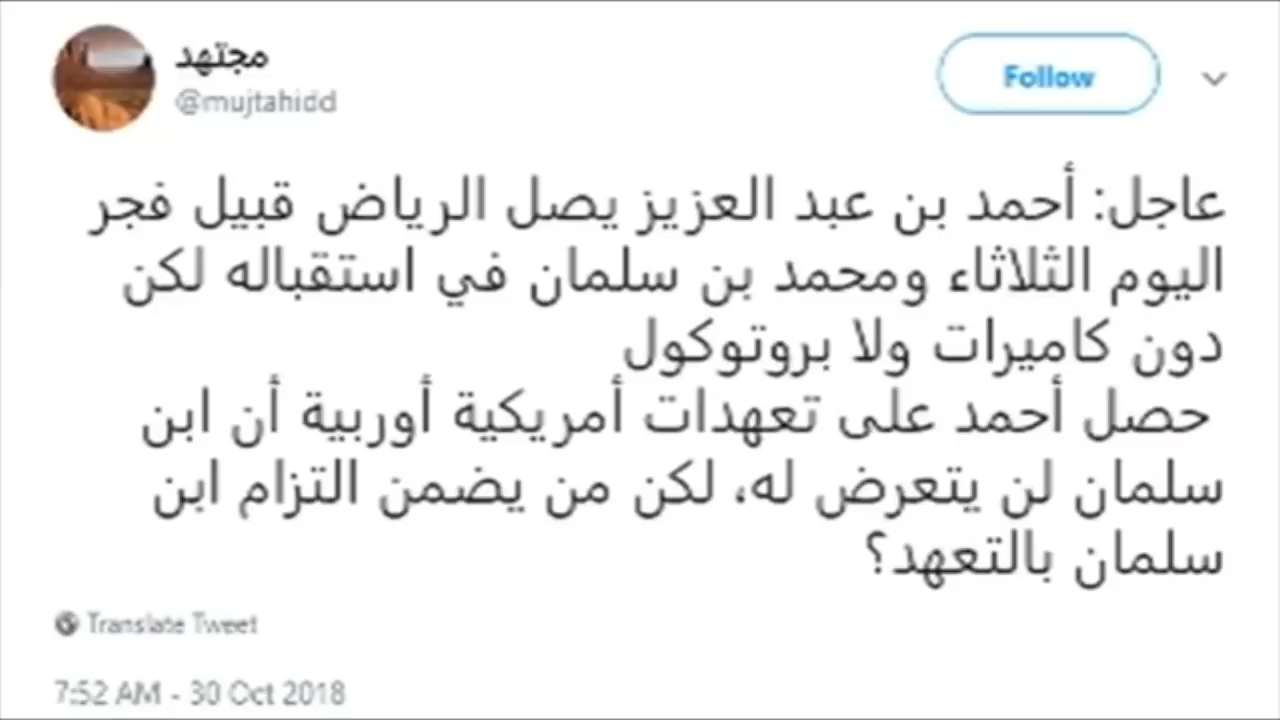 مجتهد
@mujtahidd
Follow
عاجل: أحمد بن عبد العزيز يصل الرياض قبيل فجر
اليوم الثلاثاء ومحمد بن سلمان في استقباله لكن
دون كاميرات ولا بروتوكول
حصل أحمد على تعهدات أمريكية أوربية أن ابن
سلمان لن يتعرض له، لكن من يضمن التزام ابن
سلمان بالتعهد؟
Translate Tweet
7:52 AM - 30 Oct 2018